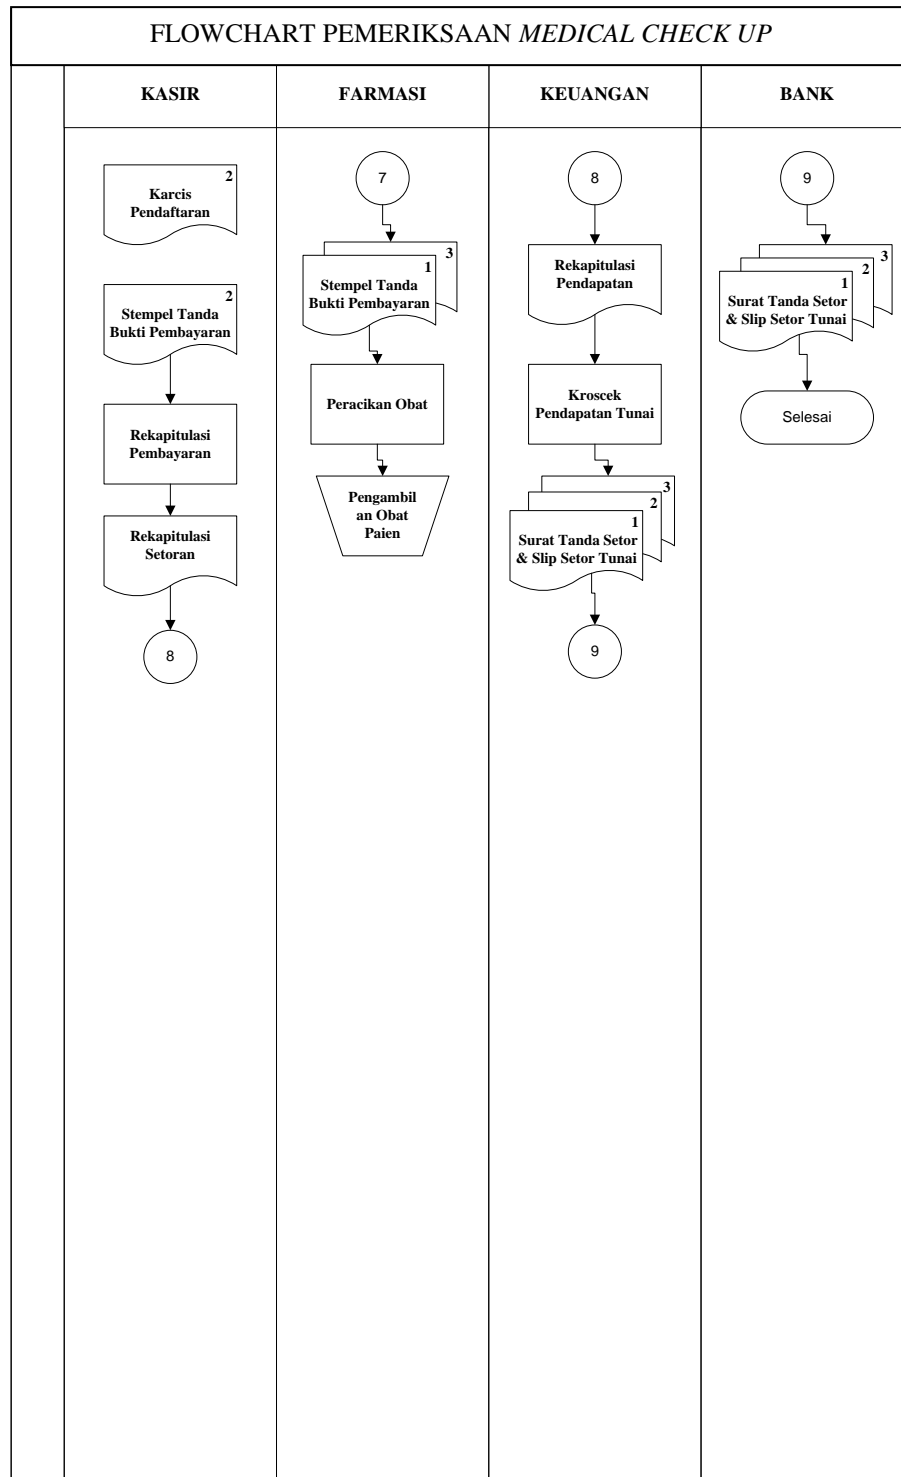 FLOWCHART PEMERIKSAAN MEDICAL CHECK UP
KASIR
FARMASI
KEUANGAN
BANK
2
Karcis
Pendaftaran
2
Stempel Tanda
Bukti Pembayaran
Rekapitulasi
Pembayaran
Rekapitulasi
Setoran
8
7
3
1
Stempel Tanda
Bukti Pembayaran
Peracikan Obat
Pengambil
an Obat
Paien
8
Rekapitulasi
Pendapatan
Kroscek
Pendapatan Tunai
3
2
1
Surat Tanda Setor
& Slip Setor Tunai
9
9
3
2
1
Surat Tanda Setor
& Slip Setor Tunai
Selesai